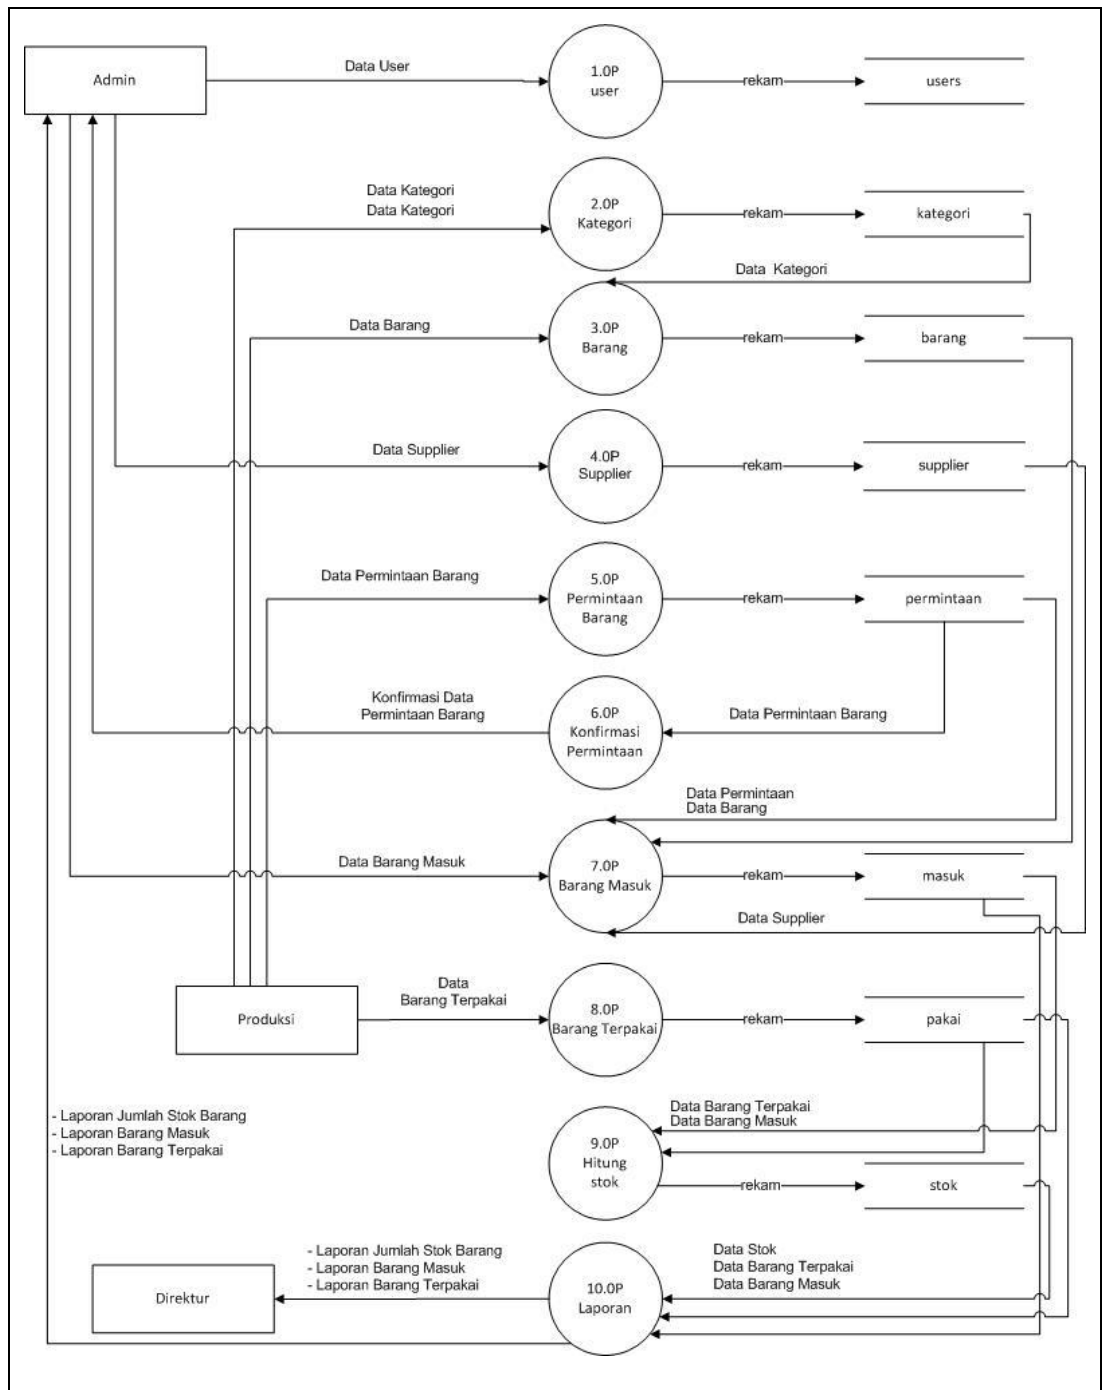 Admin
Data User
1.0P
user
rekam
users
Data Kategori
Data Kategori
2.0P
Kategori
rekam
kategori
Data Kategori
Data Barang
3.0P
Barang
rekam
barang
Data Supplier
4.0P
Supplier
rekam
supplier
Data Permintaan Barang
5.0P
Permintaan
Barang
rekam
permintaan
Konfirmasi Data
Permintaan Barang
6.0P
Konfirmasi
Permintaan
Data Permintaan Barang
Data Permintaan
Data Barang
Data Barang Masuk
7.0P
Barang Masuk
rekam
masuk
Data Supplier
Produksi
Data
Barang Terpakai
8.0P
Barang Terpakai
rekam
pakai
- Laporan Jumlah Stok Barang
- Laporan Barang Masuk
- Laporan Barang Terpakai
Data Barang Terpakai
Data Barang Masuk
9.0P
Hitung
stok
rekam
stok
Direktur
- Laporan Jumlah Stok Barang
- Laporan Barang Masuk
- Laporan Barang Terpakai
10.0P
Laporan
Data Stok
Data Barang Terpakai
Data Barang Masuk